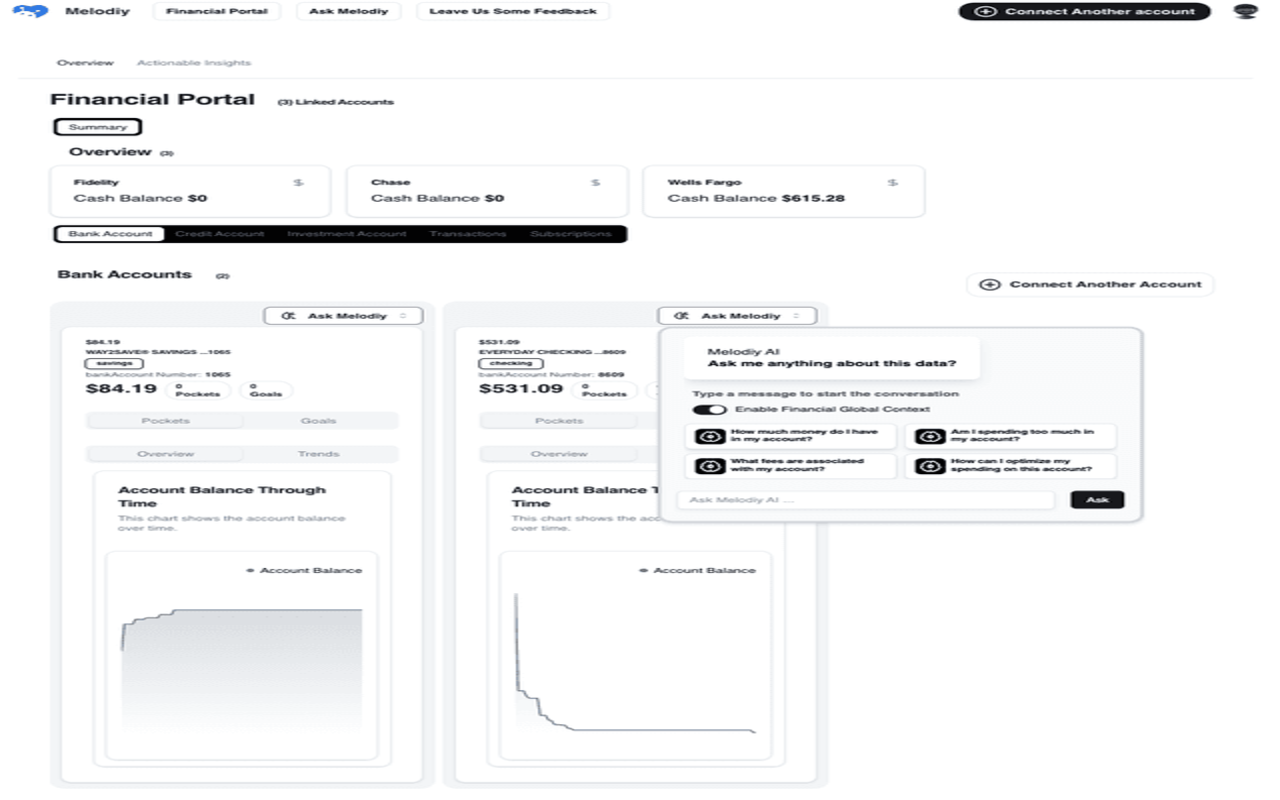 Melodiy
Financial Portal
Ask Melodiy
Leave Us Some Feedback
Connect Another account
Overview
Actionable Insights
Financial Portal
(3) Linked Accounts
Summary
Overview (3)
Fidelity $
Cash Balance $0
Chase $
Cash Balance $0
Wells Fargo $
Cash Balance $615.28
Bank Account
Credit Account
Investment Account
Transactions
Subscriptions
Bank Accounts (2)
Connect Another Account
Ask Melodiy
$84.19
WAY2SAVE® SAVINGS ...1065
savings
bankAccount Number: 1065
$84.19
0
Pockets
0
Goals
Pockets
Goals
Overview
Trends
Account Balance Through
Time
This chart shows the account balance
over time.
Account Balance
Ask Melodiy
$531.09
EVERYDAY CHECKING ...8609
checking
bankAccount Number: 8609
$531.09
0
Pockets
Pockets
Overview
Account Balance T
Time
This chart shows the acc
over time.
Account Balance
Melodiy AI
Ask me anything about this data?
Type a message to start the conversation
Enable Financial Global Context
How much money do I have
in my account?
Am I spending too much in
my account?
What fees are associated
with my account?
How can I optimize my
spending on this account?
Ask Melodiy AI ...
Ask